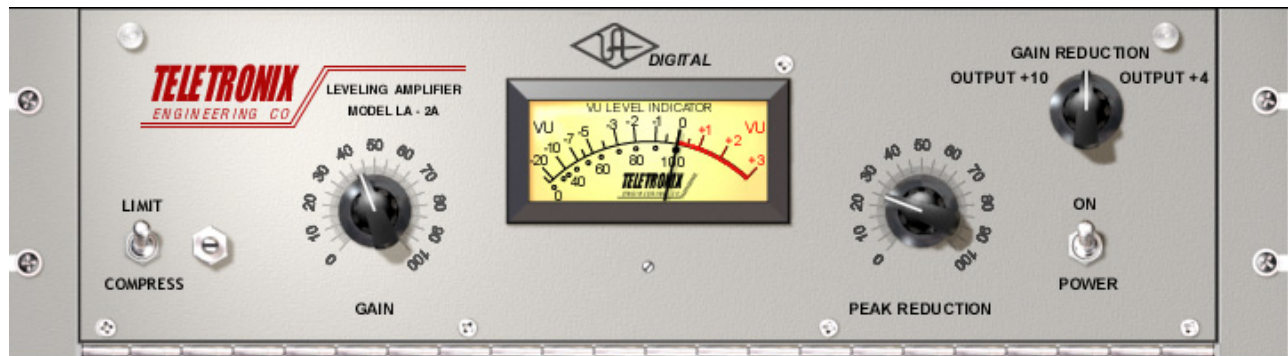 DIGITAL
TELETRONIX
ENGINEERING CO
LEVELING AMPLIFIER
MODEL LA - 2A
VU LEVEL INDICATOR
VU -20 -10 -7 -5 -3 -2 -1 0 +1 +2 +3 VU
0 40 60 80 100
TELETRONIX
GAIN REDUCTION
OUTPUT +10 OUTPUT +4
LIMIT
COMPRESS
0 10 20 30 40 50 60 70 80 90 100
GAIN
0 10 20 30 40 50 60 70 80 90 100
PEAK REDUCTION
ON
POWER